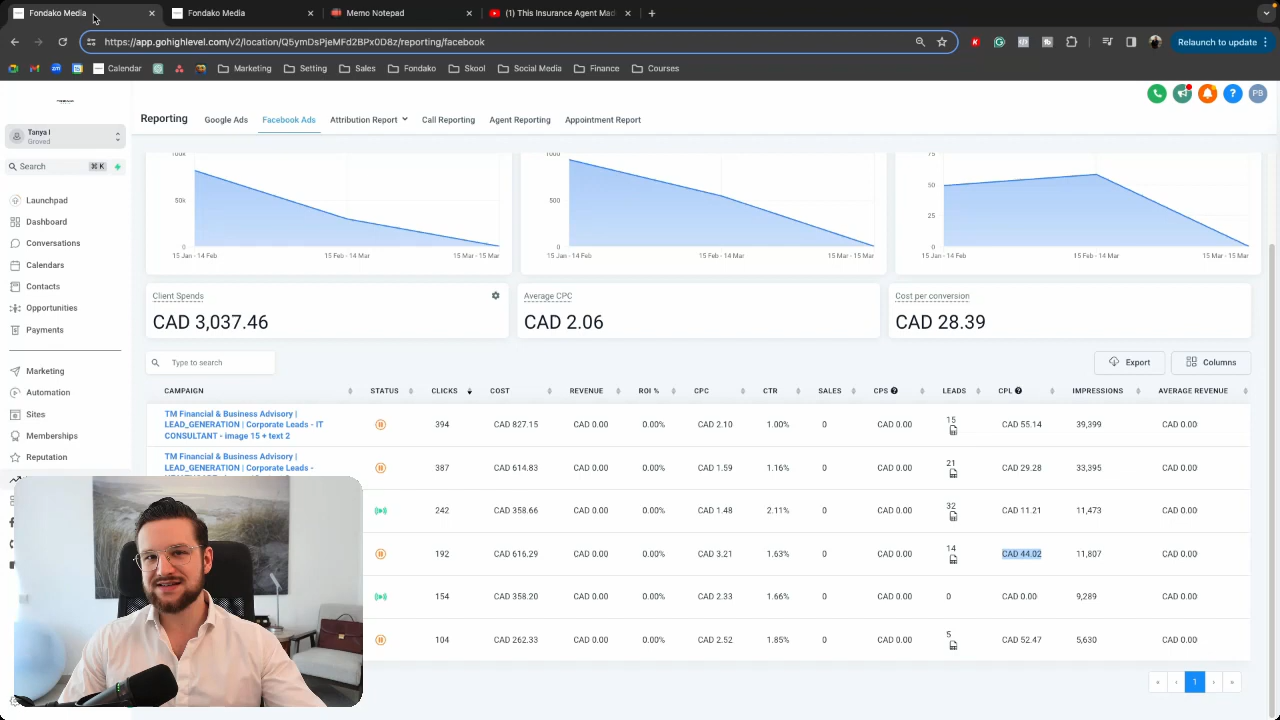 Fondako Media
Fondako Media
Memo Notepad
(1) This Insurance Agent Mad
https://app.gohighlevel.com/v2/location/Q5ymDsPjeMFd2BPx0D8z/reporting/facebook
Relaunch to update
Calendar
Marketing
Setting
Sales
Fondako
Skool
Social Media
Finance
Courses
PB
Reporting
Google Ads
Facebook Ads
Attribution Report
Call Reporting
Agent Reporting
Appointment Report
Tanya I
Groved
Search
⌘ K
Launchpad
Dashboard
Conversations
Calendars
Contacts
Opportunities
Payments
Marketing
Automation
Sites
Memberships
Reputation
100k
50k
0
15 Jan - 14 Feb
15 Feb - 14 Mar
15 Mar - 15 Mar
1000
500
0
15 Jan - 14 Feb
15 Feb - 14 Mar
15 Mar - 15 Mar
75
50
25
0
15 Jan - 14 Feb
15 Feb - 14 Mar
15 Mar - 15 Mar
Client Spends
CAD 3,037.46
Average CPC
CAD 2.06
Cost per conversion
CAD 28.39
Type to search
Export
Columns
CAMPAIGN STATUS CLICKS COST REVENUE ROI % CPC CTR SALES CPS LEADS CPL IMPRESSIONS AVERAGE REVENUE
TM Financial & Business Advisory |
LEAD_GENERATION | Corporate Leads - IT
CONSULTANT - image 15 + text 2
394 CAD 827.15 CAD 0.00 0.00% CAD 2.10 1.00% 0 CAD 0.00 15 CAD 55.14 39,399 CAD 0.00
TM Financial & Business Advisory |
LEAD_GENERATION | Corporate Leads -
387 CAD 614.83 CAD 0.00 0.00% CAD 1.59 1.16% 0 CAD 0.00 21 CAD 29.28 33,395 CAD 0.00
242 CAD 358.66 CAD 0.00 0.00% CAD 1.48 2.11% 0 CAD 0.00 32 CAD 11.21 11,473 CAD 0.00
192 CAD 616.29 CAD 0.00 0.00% CAD 3.21 1.63% 0 CAD 0.00 14 CAD 44.02 11,807 CAD 0.00
154 CAD 358.20 CAD 0.00 0.00% CAD 2.33 1.66% 0 CAD 0.00 0 CAD 0.00 9,289 CAD 0.00
104 CAD 262.33 CAD 0.00 0.00% CAD 2.52 1.85% 0 CAD 0.00 5 CAD 52.47 5,630 CAD 0.00
« ‹ 1 › »